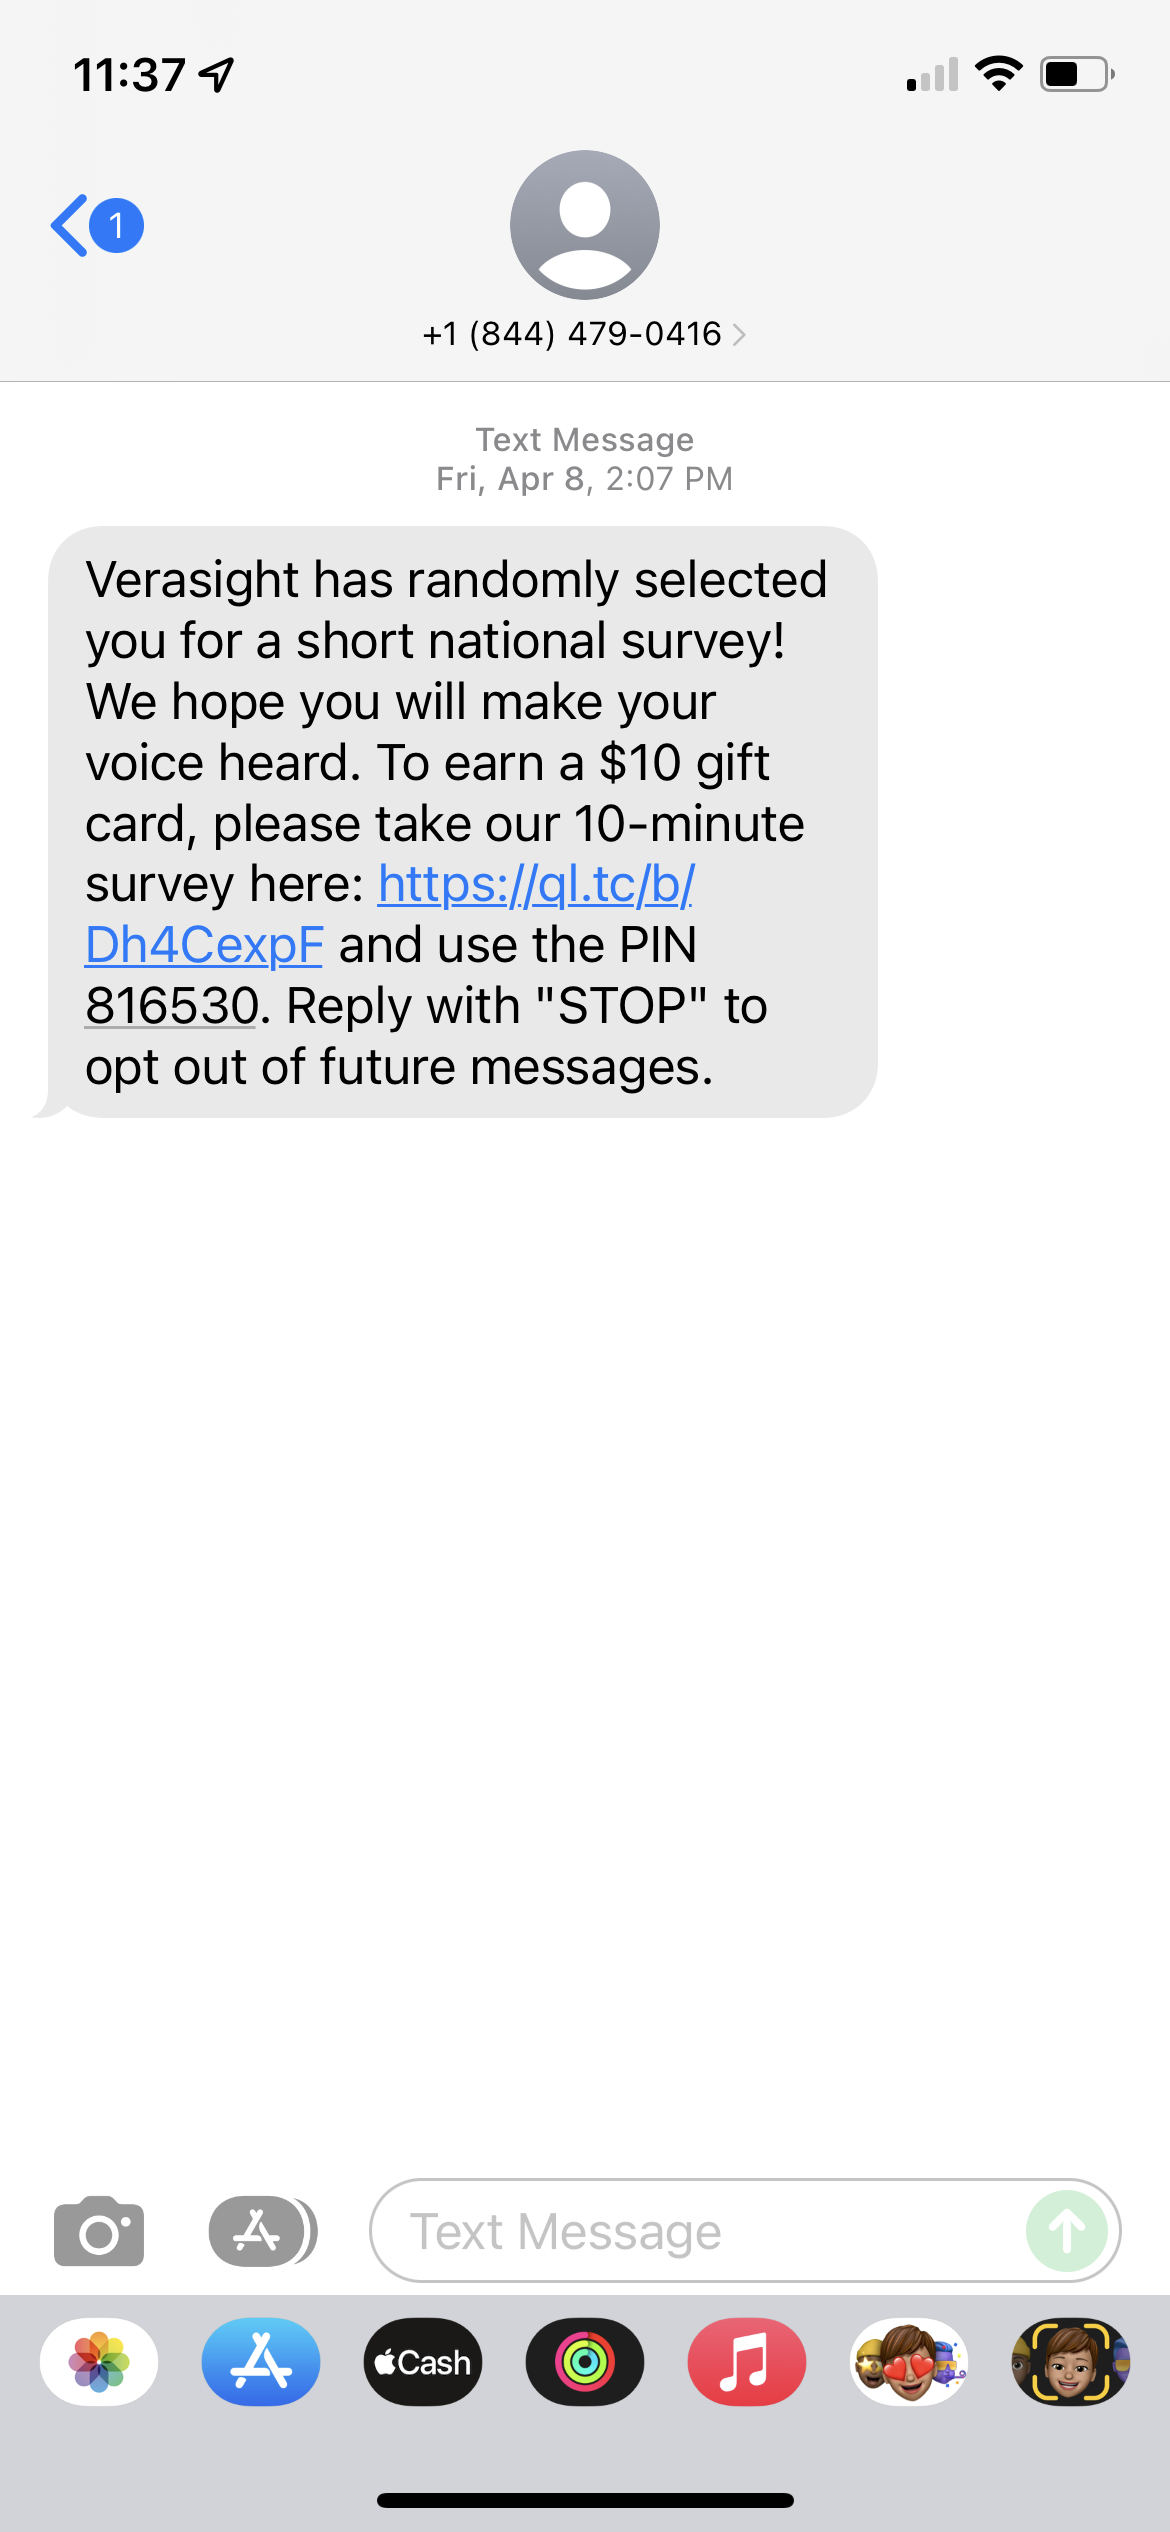 11:37
1
+1 (844) 479-0416
Text Message
Fri, Apr 8, 2:07 PM
Verasight has randomly selected
you for a short national survey!
We hope you will make your
voice heard. To earn a $10 gift
card, please take our 10-minute
survey here: https://ql.tc/b/
Dh4CexpF and use the PIN
816530. Reply with "STOP" to
opt out of future messages.
Text Message
Cash